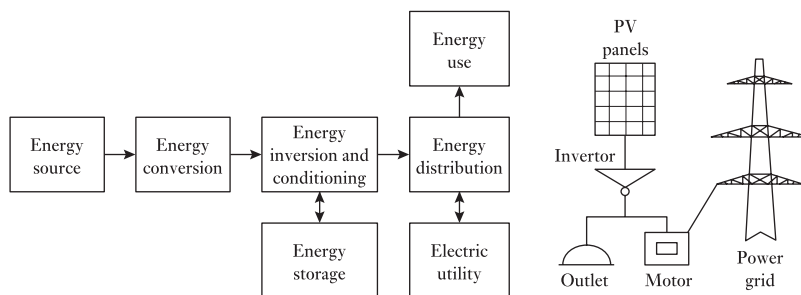 Energy
use
Energy
source
Energy
conversion
Energy
inversion and
conditioning
Energy
distribution
Energy
storage
Electric
utility
PV
panels
Invertor
Outlet
Motor
Power
grid